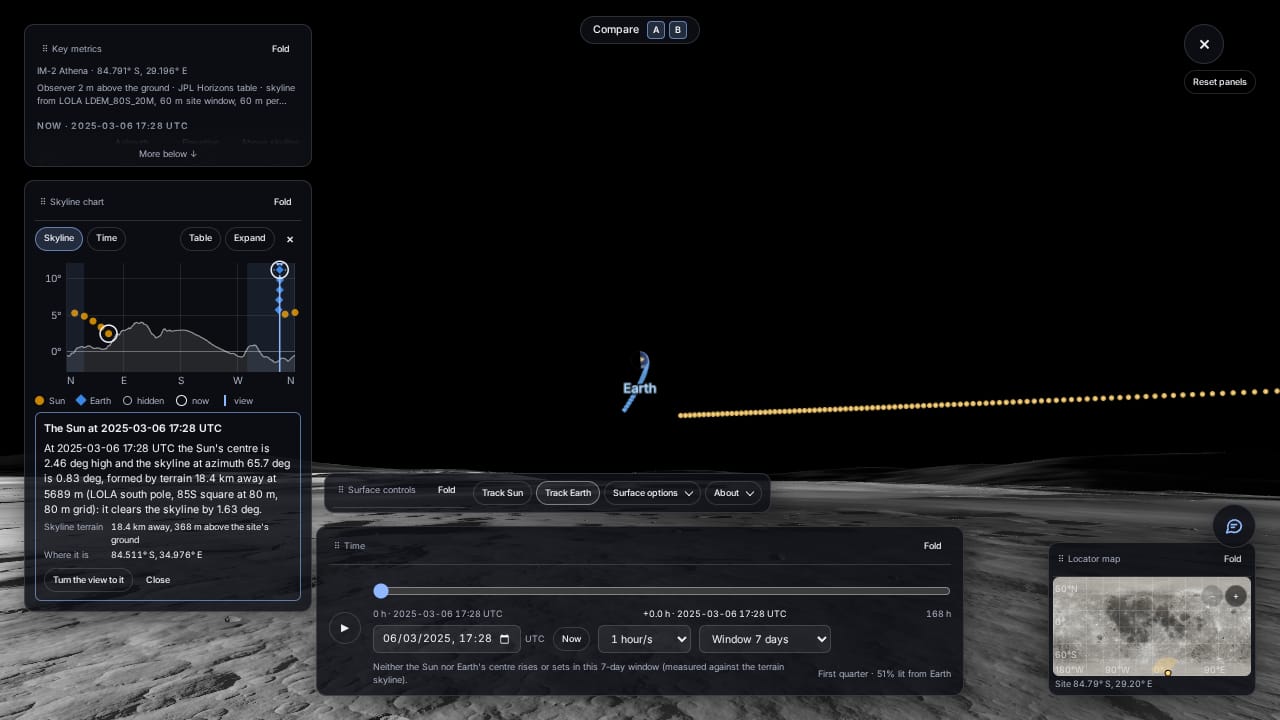 Compare A B
Reset panels
Key metrics
Fold
IM-2 Athena · 84.791° S, 29.196° E
Observer 2 m above the ground · JPL Horizons table · skyline
from LOLA LDEM_80S_20M, 60 m site window, 60 m per...
NOW · 2025-03-06 17:28 UTC
More below ↓
Skyline chart
Fold
Skyline Time Table Expand ×
10°
5°
0°
N E S W N
Sun Earth hidden now view
The Sun at 2025-03-06 17:28 UTC
At 2025-03-06 17:28 UTC the Sun's centre is
2.46 deg high and the skyline at azimuth 65.7 deg
is 0.83 deg, formed by terrain 18.4 km away at
5689 m (LOLA south pole, 85S square at 80 m,
80 m grid): it clears the skyline by 1.63 deg.
Skyline terrain 18.4 km away, 368 m above the site's
ground
Where it is 84.511° S, 34.976° E
Turn the view to it Close
Earth
Surface controls Fold Track Sun Track Earth Surface options About
Time
Fold
0 h · 2025-03-06 17:28 UTC
+0.0 h · 2025-03-06 17:28 UTC
168 h
06/03/2025, 17:28 UTC Now 1 hour/s Window 7 days
Neither the Sun nor Earth's centre rises or sets in this 7-day window (measured against the terrain
skyline).
First quarter · 51% lit from Earth
Locator map
Fold
60°N
0°
60°S
180°W 90°W 0° 90°E
Site 84.79° S, 29.20° E